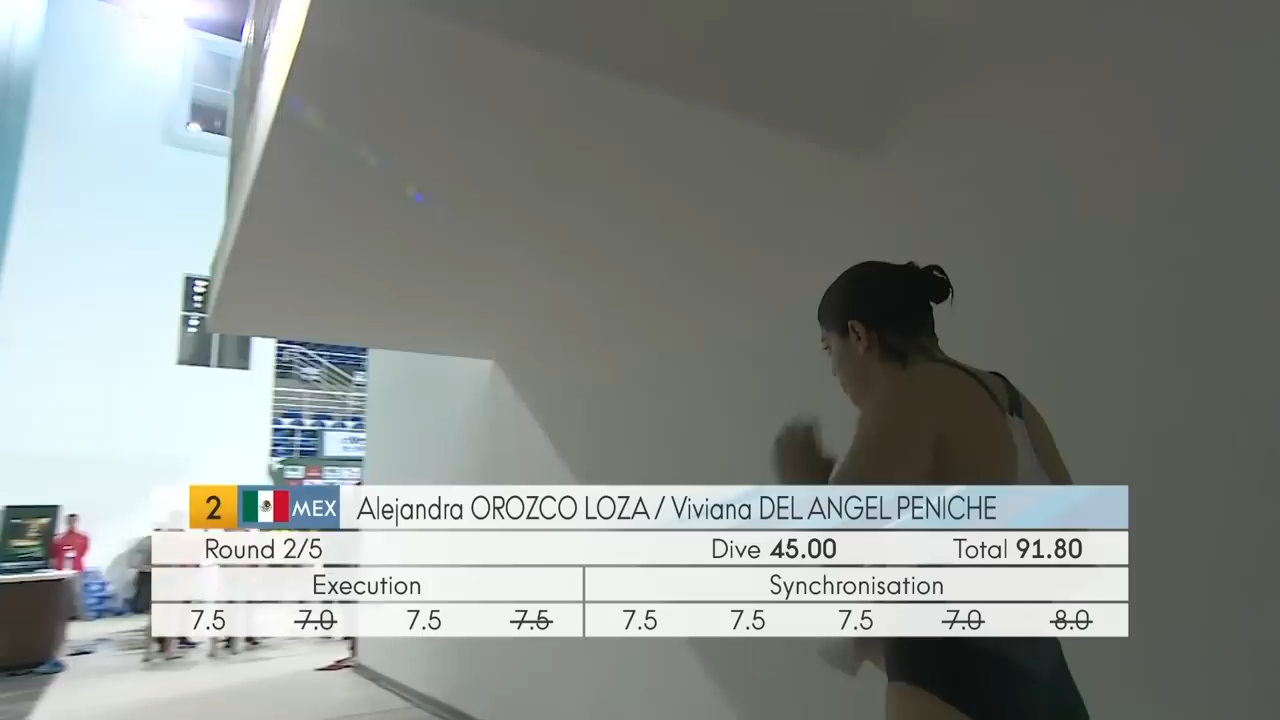 2 MEX Alejandra OROZCO LOZA / Viviana DEL ANGEL PENICHE
Round 2/5 Dive 45.00 Total 91.80
Execution Synchronisation
7.5 7.0 7.5 7.5 7.5 7.5 7.5 7.0 8.0